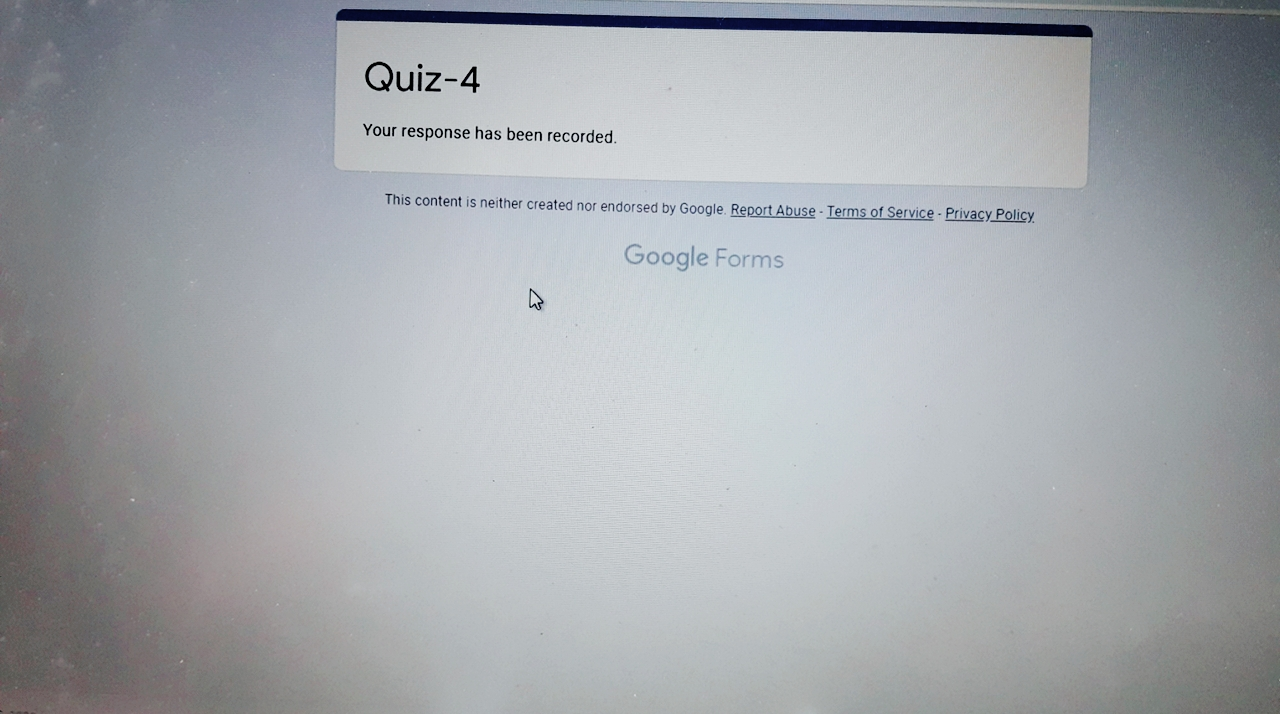 Quiz-4
Your response has been recorded.
This content is neither created nor endorsed by Google. Report Abuse - Terms of Service - Privacy Policy
Google Forms